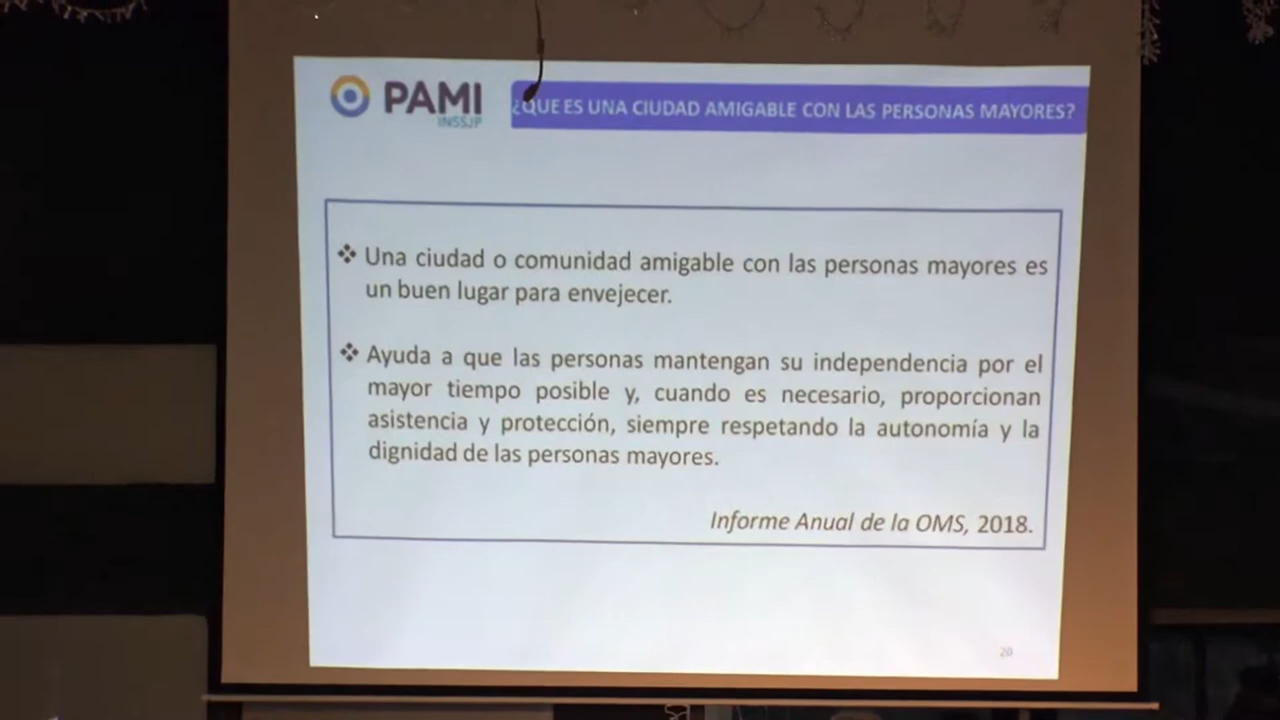 PAMI
INSSJP
¿QUE ES UNA CIUDAD AMIGABLE CON LAS PERSONAS MAYORES?
❖ Una ciudad o comunidad amigable con las personas mayores es
un buen lugar para envejecer.
❖ Ayuda a que las personas mantengan su independencia por el
mayor tiempo posible y, cuando es necesario, proporcionan
asistencia y protección, siempre respetando la autonomía y la
dignidad de las personas mayores.
Informe Anual de la OMS, 2018.
20